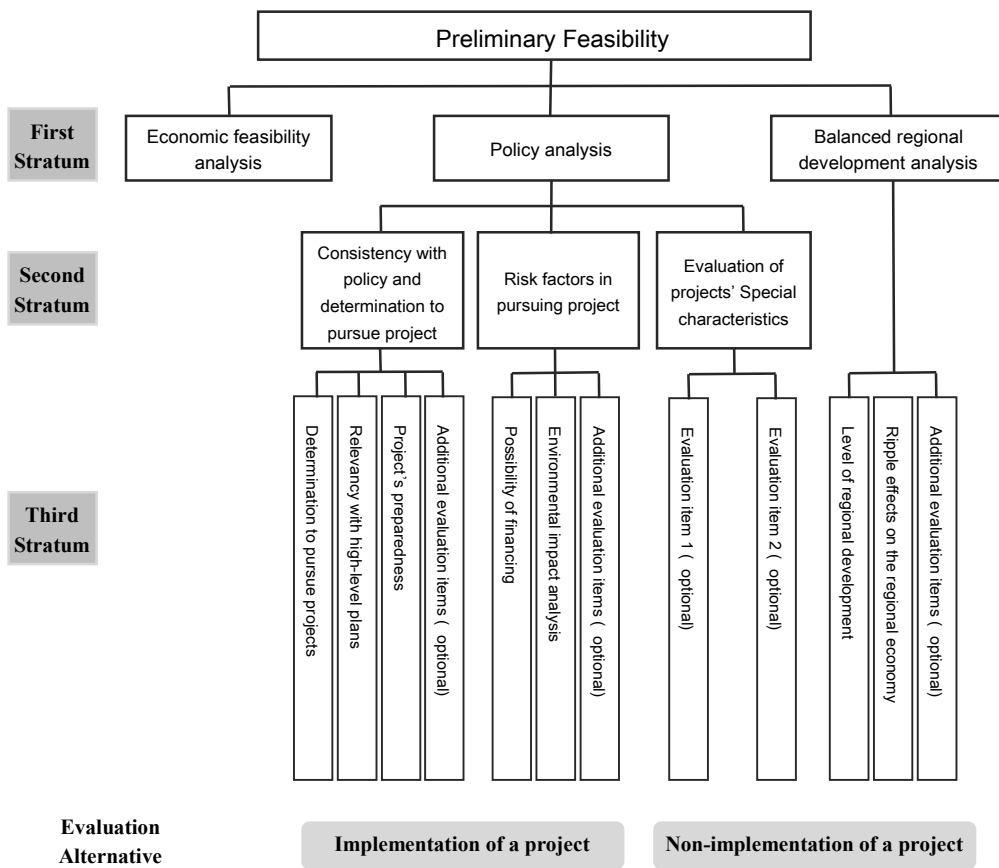 Preliminary Feasibility
First
Stratum
Economic feasibility
analysis
Policy analysis
Balanced regional
development analysis
Second
Stratum
Consistency with
policy and
determination to
pursue project
Risk factors in
pursuing project
Evaluation of
projects' Special
characteristics
Third
Stratum
Determination to pursue projects
Relevancy with high-level plans
Project's preparedness
Additional evaluation items ( optional)
Possibility of financing
Environmental impact analysis
Additional evaluation items ( optional)
Evaluation item 1 ( optional)
Evaluation item 2 ( optional)
Level of regional development
Ripple effects on the regional economy
Additional evaluation items ( optional)
Evaluation
Alternative
Implementation of a project
Non-implementation of a project